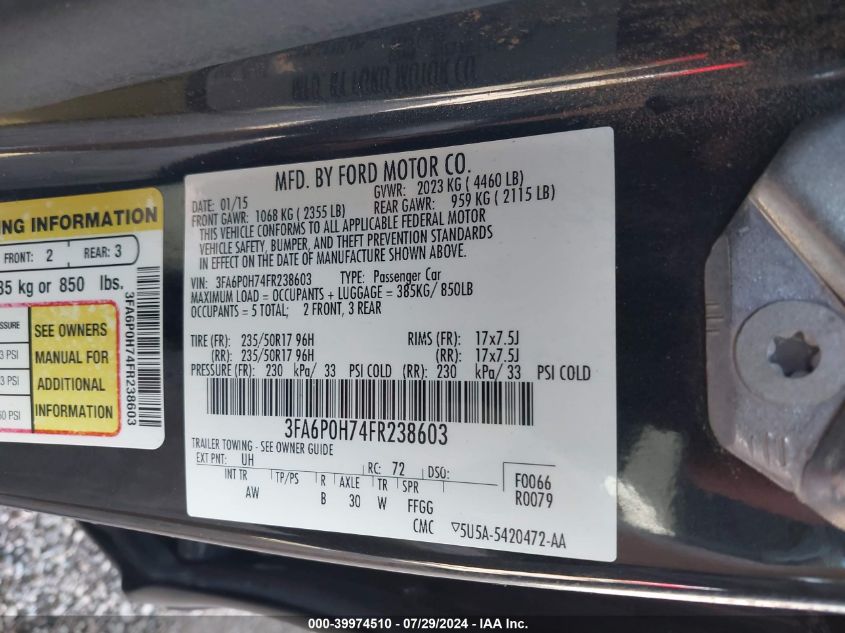 MFD. BY FORD MOTOR CO.
DATE: 01/15 GVWR: 2023 KG ( 4460 LB)
FRONT GAWR: 1068 KG ( 2355 LB) REAR GAWR: 959 KG ( 2115 LB)
THIS VEHICLE CONFORMS TO ALL APPLICABLE FEDERAL MOTOR
VEHICLE SAFETY, BUMPER, AND THEFT PREVENTION STANDARDS
IN EFFECT ON THE DATE OF MANUFACTURE SHOWN ABOVE.
VIN: 3FA6P0H74FR238603 TYPE: Passenger Car
MAXIMUM LOAD = OCCUPANTS + LUGGAGE = 385KG/ 850LB
OCCUPANTS = 5 TOTAL; 2 FRONT, 3 REAR
TIRE (FR): 235/50R17 96H RIMS (FR): 17x7.5J
(RR): 235/50R17 96H (RR): 17x7.5J
PRESSURE (FR): 230 kPa/ 33 PSI COLD (RR): 230 kPa/ 33 PSI COLD
3FA6P0H74FR238603
TRAILER TOWING - SEE OWNER GUIDE
EXT PNT: UH RC: 72 DSO:
INT TR TP/PS R AXLE TR SPR F0066
AW B 30 W FFGG R0079
CMC ▽5U5A-5420472-AA
INFORMATION
FRONT: 2 REAR: 3
kg or 850 lbs.
SEE OWNERS
MANUAL FOR
ADDITIONAL
INFORMATION
PSI
PSI
PSI
3FA6P0H74FR238603
000-39974510 - 07/29/2024 - IAA Inc.